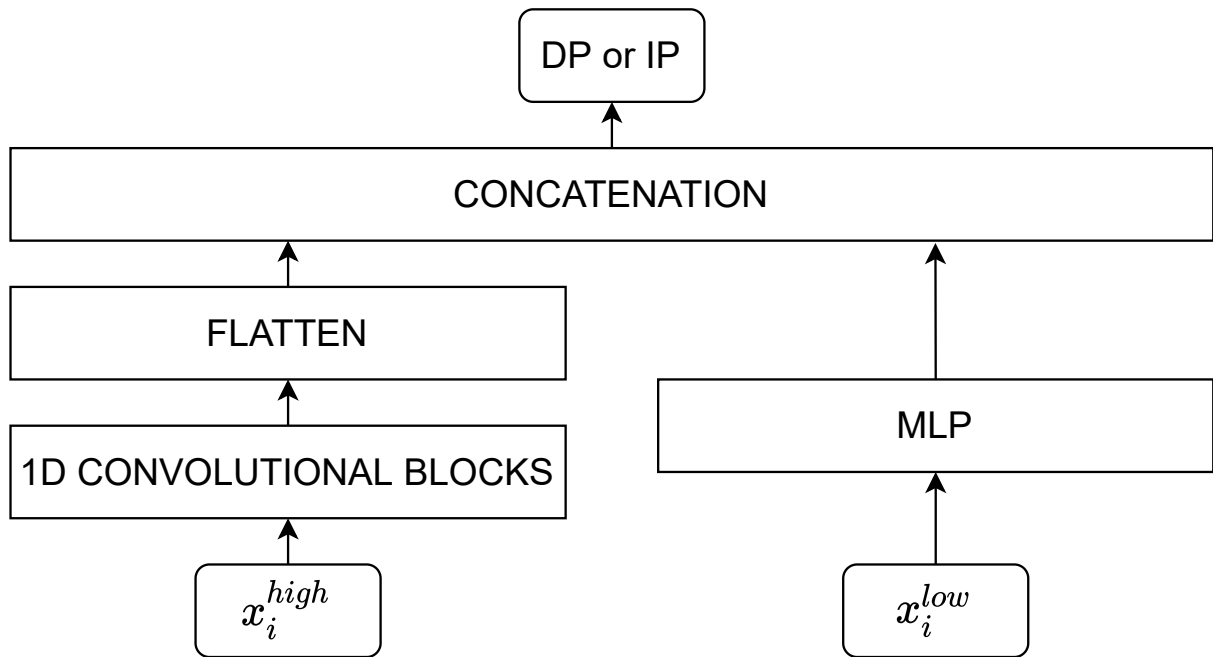 DP or IP
CONCATENATION
FLATTEN
MLP
1D CONVOLUTIONAL BLOCKS
$x_i^{high}$
$x_i^{low}$